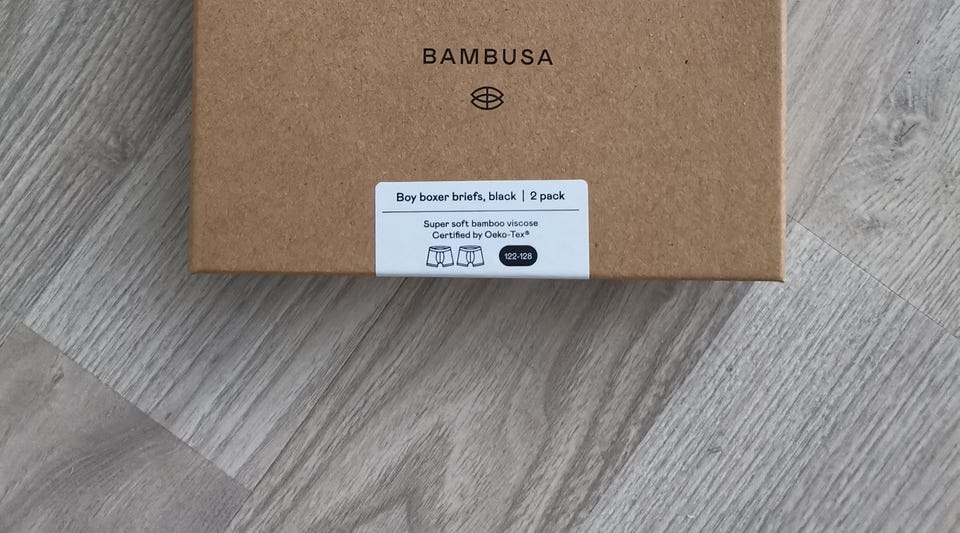 BAMBUSA
Boy boxer briefs, black | 2 pack
Super soft bamboo viscose
Certified by Oeko-Tex®
122-128